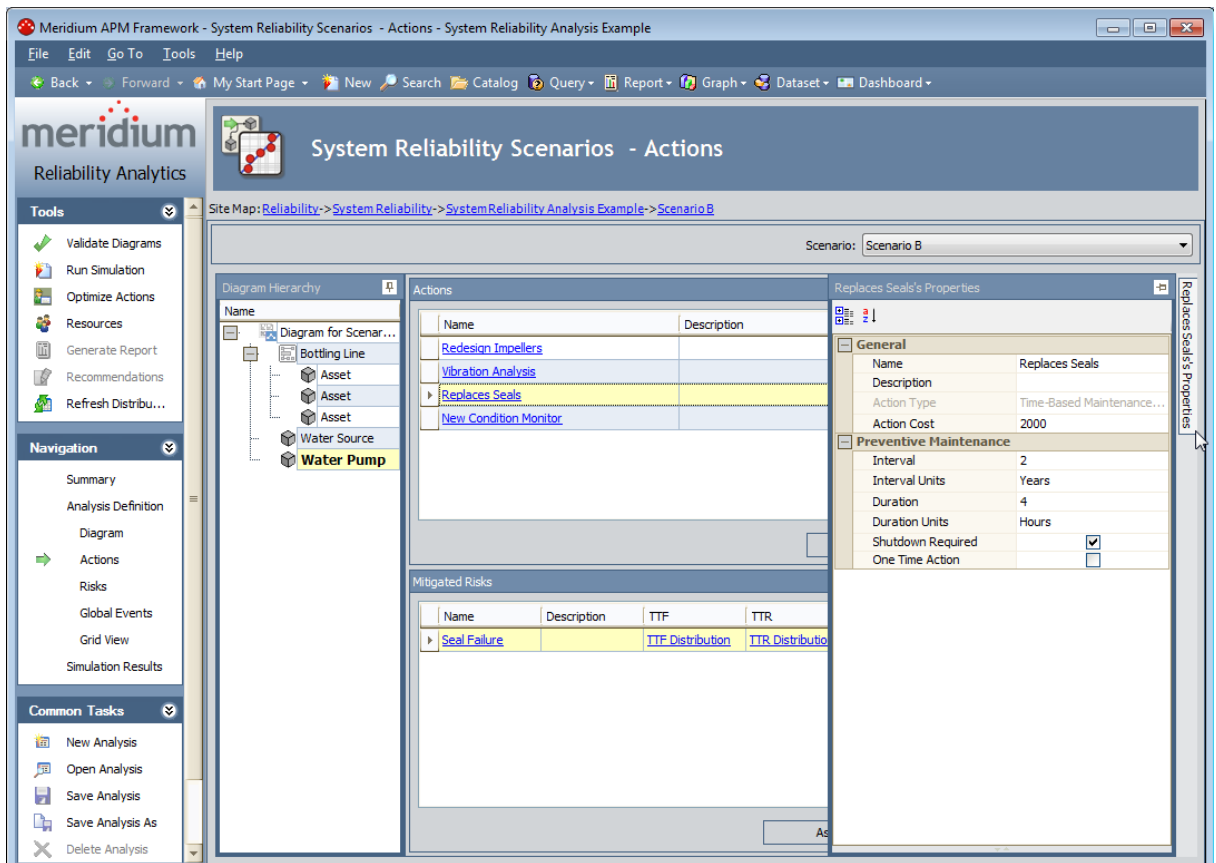 Meridium APM Framework - System Reliability Scenarios - Actions - System Reliability Analysis Example
File Edit Go To Tools Help
Back Forward My Start Page New Search Catalog Query Report Graph Dataset Dashboard
meridium
Reliability Analytics
System Reliability Scenarios - Actions
Site Map: Reliability->System Reliability->System Reliability Analysis Example->Scenario B
Scenario: Scenario B
Tools
Validate Diagrams
Run Simulation
Optimize Actions
Resources
Generate Report
Recommendations
Refresh Distribu...
Navigation
Summary
Analysis Definition
Diagram
Actions
Risks
Global Events
Grid View
Simulation Results
Common Tasks
New Analysis
Open Analysis
Save Analysis
Save Analysis As
Delete Analysis
Diagram Hierarchy
Name
Diagram for Scenar...
Bottling Line
Asset
Asset
Asset
Water Source
Water Pump
Actions
Name Description
Redesign Impellers
Vibration Analysis
Replaces Seals
New Condition Monitor
Mitigated Risks
Name Description TTF TTR
Seal Failure TTF Distribution TTR Distributio
As
Replaces Seals's Properties
General
Name Replaces Seals
Description
Action Type Time-Based Maintenance...
Action Cost 2000
Preventive Maintenance
Interval 2
Interval Units Years
Duration 4
Duration Units Hours
Shutdown Required
One Time Action
Replaces Seals's Properties